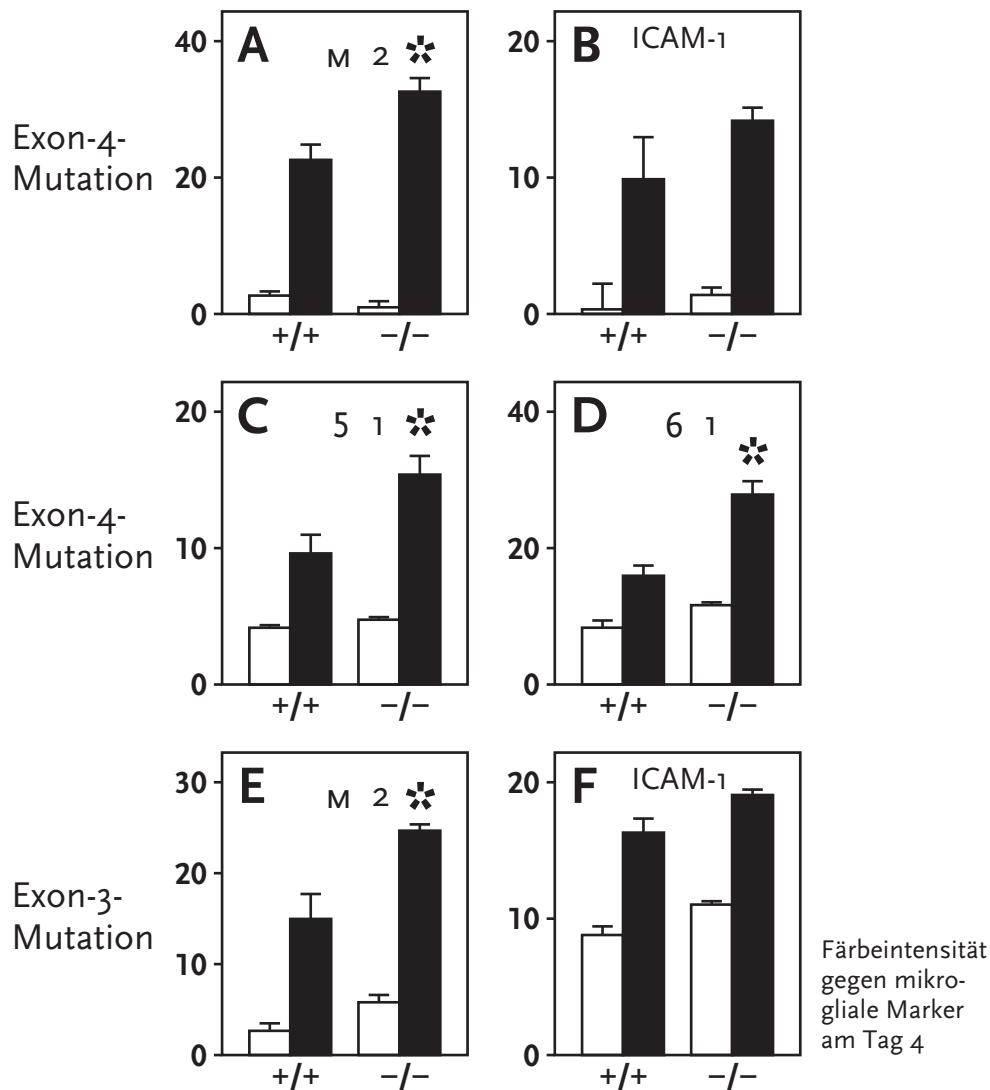 Exon-4-
Mutation
40
20
0
A
M 2 *
+/+ −/−
20
10
0
B
ICAM-1
+/+ −/−
Exon-4-
Mutation
20
10
0
C
5 1 *
+/+ −/−
40
20
0
D
6 1
*
+/+ −/−
Exon-3-
Mutation
30
20
10
0
E
M 2 *
+/+ −/−
20
10
0
F
ICAM-1
+/+ −/−
Färbeintensität
gegen mikro-
gliale Marker
am Tag 4